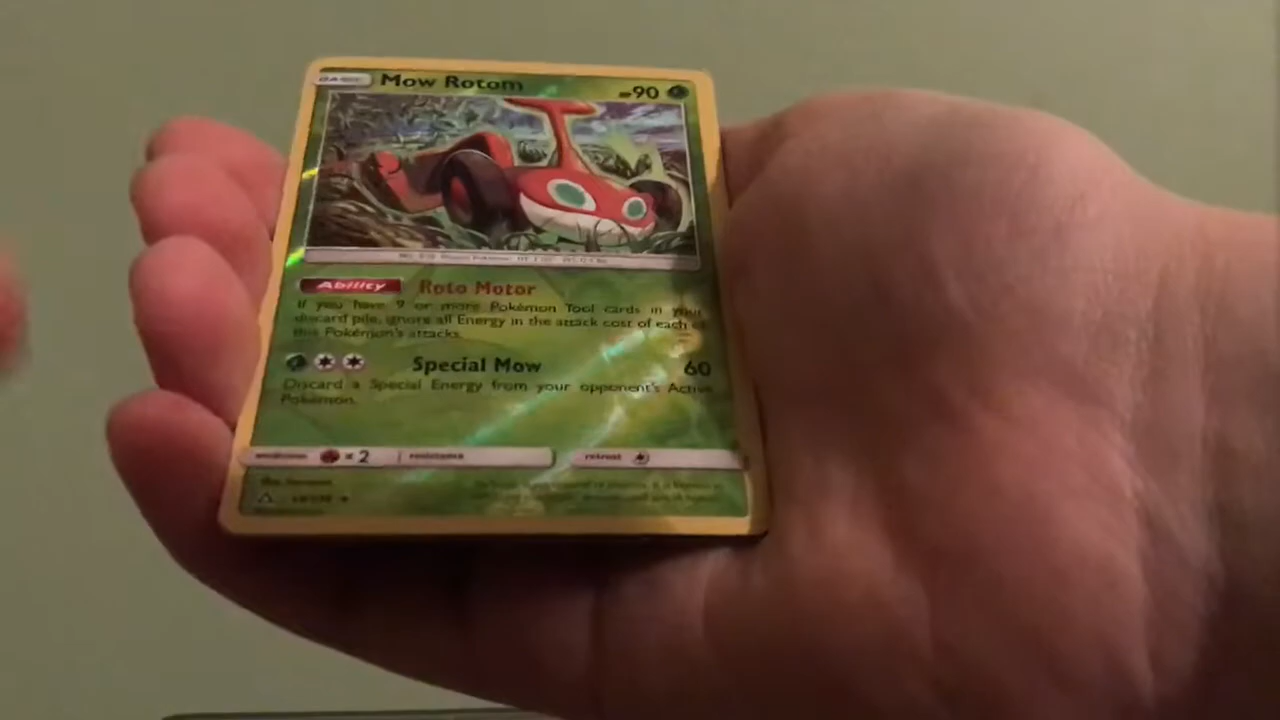 BASIC Mow Rotom 90
Ability Roto Motor
If you have 9 or more Pokémon Tool cards in your
discard pile, ignore all Energy in the attack cost of each of
this Pokémon's attacks.
Special Mow 60
Discard a Special Energy from your opponent's Active
Pokémon.
weakness × 2 resistance retreat